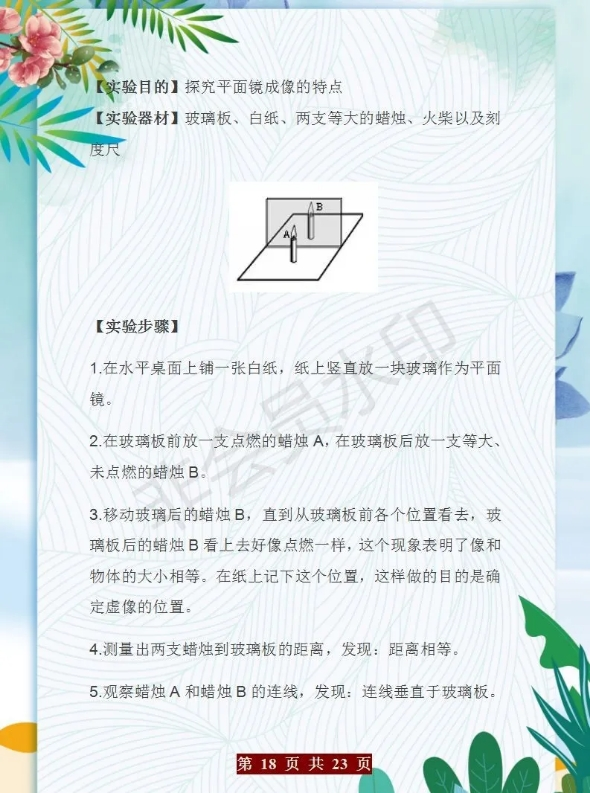 【实验目的】探究平面镜成像的特点
【实验器材】玻璃板、白纸、两支等大的蜡烛、火柴以及刻
度尺
B
A
【实验步骤】
1.在水平桌面上铺一张白纸，纸上竖直放一块玻璃作为平面
镜。
2.在玻璃板前放一支点燃的蜡烛 A，在玻璃板后放一支等大、
未点燃的蜡烛 B。
3.移动玻璃后的蜡烛 B，直到从玻璃板前各个位置看去，玻
璃板后的蜡烛 B 看上去好像点燃一样，这个现象表明了像和
物体的大小相等。在纸上记下这个位置，这样做的目的是确
定虚像的位置。
4.测量出两支蜡烛到玻璃板的距离，发现：距离相等。
5.观察蜡烛 A 和蜡烛 B 的连线，发现：连线垂直于玻璃板。
非会员水印
第 18 页 共 23 页